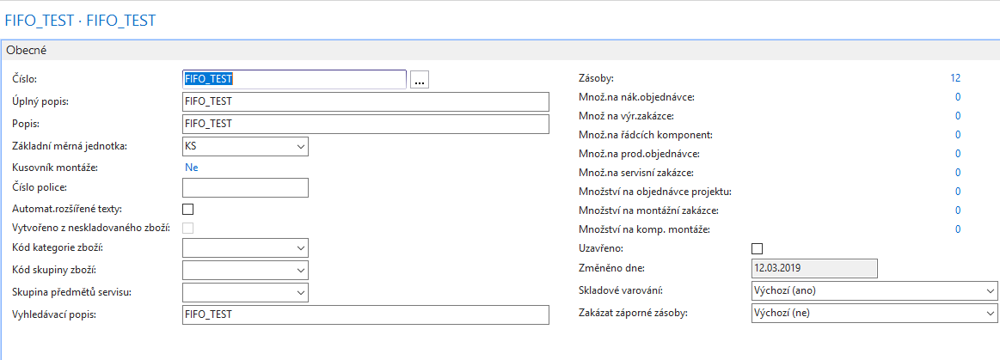 FIFO_TEST · FIFO_TEST
Obecné
Číslo: FIFO_TEST ...
Úplný popis: FIFO_TEST
Popis: FIFO_TEST
Základní měrná jednotka: KS
Kusovník montáže: Ne
Číslo police:
Automat.rozšířené texty:
Vytvořeno z neskladovaného zboží:
Kód kategorie zboží:
Kód skupiny zboží:
Skupina předmětů servisu:
Vyhledávací popis: FIFO_TEST
Zásoby: 12
Množ.na nák.objednávce: 0
Množ na výr.zakázce: 0
Množ.na řádcích komponent: 0
Množ.na prod.objednávce: 0
Množ.na servisní zakázce: 0
Množství na objednávce projektu: 0
Množství na montážní zakázce: 0
Množství na komp. montáže: 0
Uzavřeno:
Změněno dne: 12.03.2019
Skladové varování: Výchozí (ano)
Zakázat záporné zásoby: Výchozí (ne)